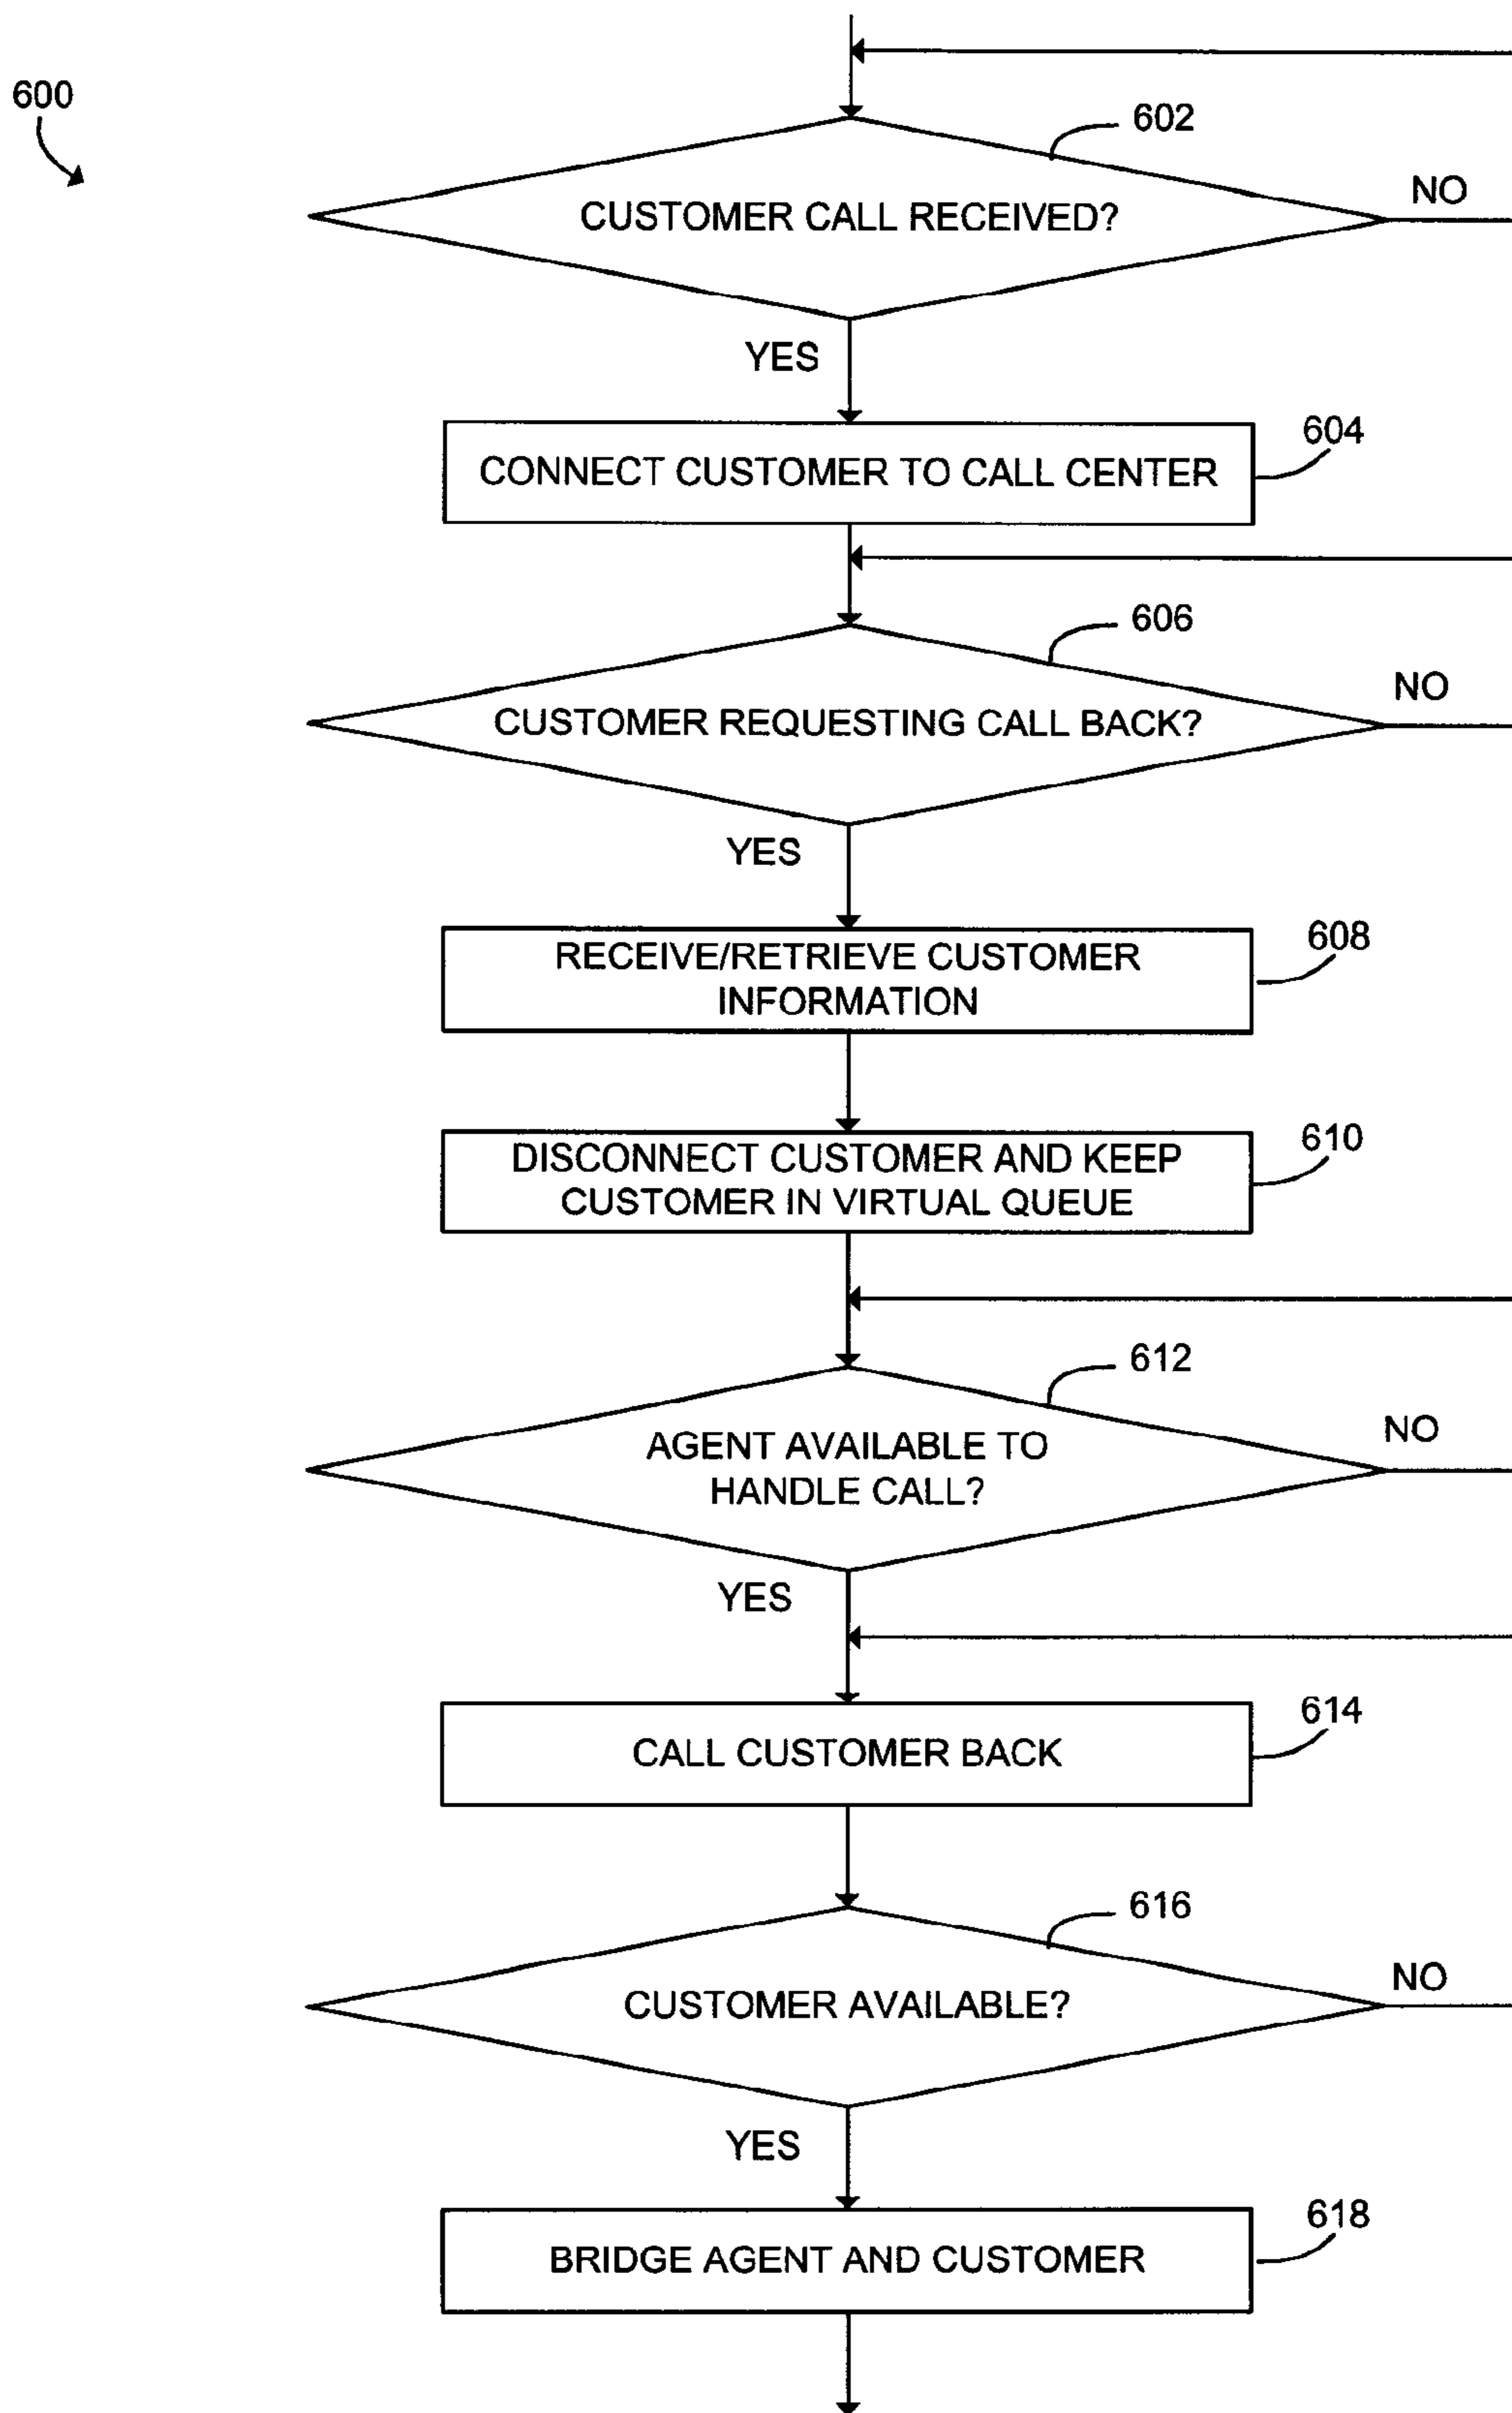 600
602
CUSTOMER CALL RECEIVED?
NO
YES
CONNECT CUSTOMER TO CALL CENTER
604
606
CUSTOMER REQUESTING CALL BACK?
NO
YES
RECEIVE/RETRIEVE CUSTOMER
INFORMATION
608
DISCONNECT CUSTOMER AND KEEP
CUSTOMER IN VIRTUAL QUEUE
610
612
AGENT AVAILABLE TO
HANDLE CALL?
NO
YES
CALL CUSTOMER BACK
614
616
CUSTOMER AVAILABLE?
NO
YES
BRIDGE AGENT AND CUSTOMER
618